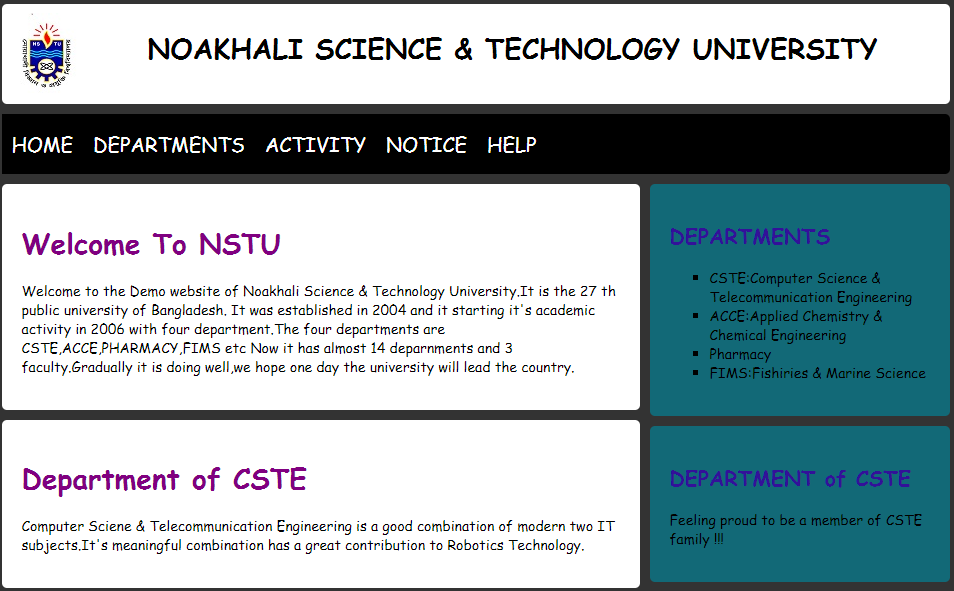 NS TU
NOAKHALI SCIENCE & TECHNOLOGY UNIVERSITY
HOME DEPARTMENTS ACTIVITY NOTICE HELP
Welcome To NSTU
Welcome to the Demo website of Noakhali Science & Technology University.It is the 27 th
public university of Bangladesh. It was established in 2004 and it starting it's academic
activity in 2006 with four department.The four departments are
CSTE,ACCE,PHARMACY,FIMS etc Now it has almost 14 deparnments and 3
faculty.Gradually it is doing well,we hope one day the university will lead the country.
Department of CSTE
Computer Sciene & Telecommunication Engineering is a good combination of modern two IT
subjects.It's meaningful combination has a great contribution to Robotics Technology.
DEPARTMENTS
CSTE:Computer Science &
Telecommunication Engineering
ACCE:Applied Chemistry &
Chemical Engineering
Pharmacy
FIMS:Fishiries & Marine Science
DEPARTMENT of CSTE
Feeling proud to be a member of CSTE
family !!!